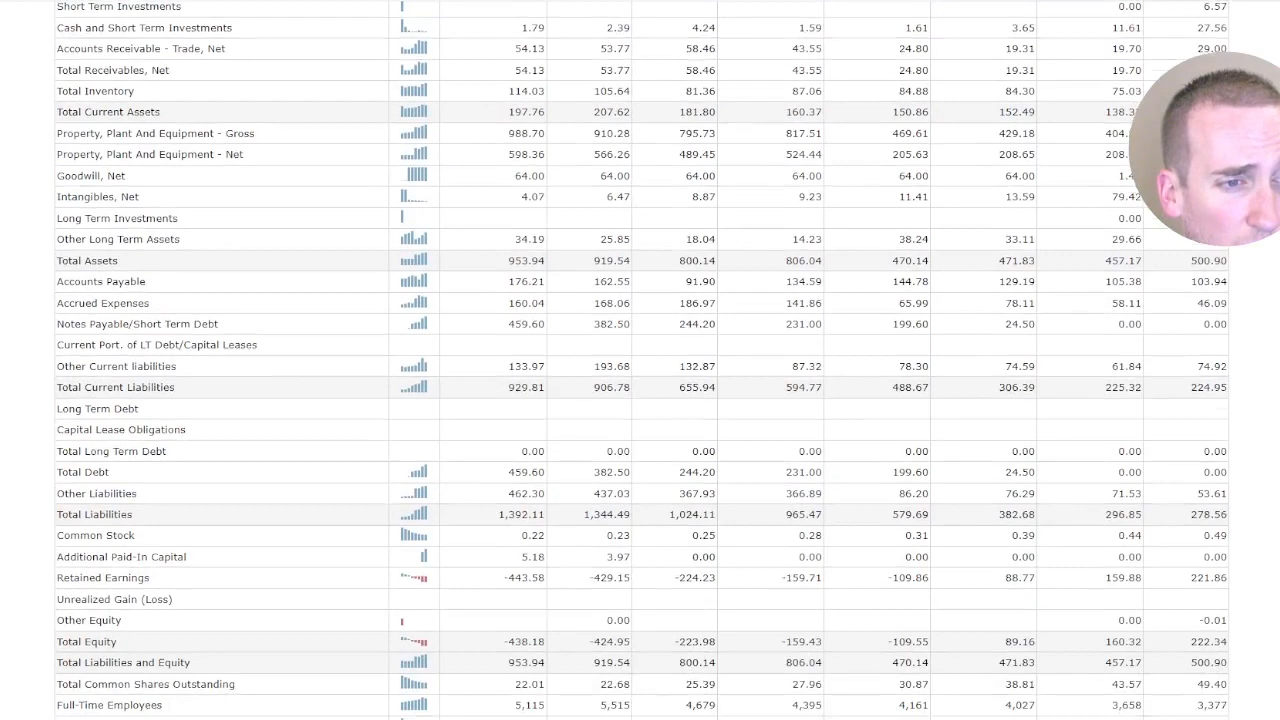 Short Term Investments 0.00 6.57
Cash and Short Term Investments 1.79 2.39 4.24 1.59 1.61 3.65 11.61 27.56
Accounts Receivable - Trade, Net 54.13 53.77 58.46 43.55 24.80 19.31 19.70 29.00
Total Receivables, Net 54.13 53.77 58.46 43.55 24.80 19.31 19.70
Total Inventory 114.03 105.64 81.36 87.06 84.88 84.30 75.03
Total Current Assets 197.76 207.62 181.80 160.37 150.86 152.49 138.3
Property, Plant And Equipment - Gross 988.70 910.28 795.73 817.51 469.61 429.18 404.
Property, Plant And Equipment - Net 598.36 566.26 489.45 524.44 205.63 208.65 208.
Goodwill, Net 64.00 64.00 64.00 64.00 64.00 64.00 1.
Intangibles, Net 4.07 6.47 8.87 9.23 11.41 13.59 79.42
Long Term Investments 0.00
Other Long Term Assets 34.19 25.85 18.04 14.23 38.24 33.11 29.66
Total Assets 953.94 919.54 800.14 806.04 470.14 471.83 457.17 500.90
Accounts Payable 176.21 162.55 91.90 134.59 144.78 129.19 105.38 103.94
Accrued Expenses 160.04 168.06 186.97 141.86 65.99 78.11 58.11 46.09
Notes Payable/Short Term Debt 459.60 382.50 244.20 231.00 199.60 24.50 0.00 0.00
Current Port. of LT Debt/Capital Leases
Other Current liabilities 133.97 193.68 132.87 87.32 78.30 74.59 61.84 74.92
Total Current Liabilities 929.81 906.78 655.94 594.77 488.67 306.39 225.32 224.95
Long Term Debt
Capital Lease Obligations
Total Long Term Debt 0.00 0.00 0.00 0.00 0.00 0.00 0.00 0.00
Total Debt 459.60 382.50 244.20 231.00 199.60 24.50 0.00 0.00
Other Liabilities 462.30 437.03 367.93 366.89 86.20 76.29 71.53 53.61
Total Liabilities 1,392.11 1,344.49 1,024.11 965.47 579.69 382.68 296.85 278.56
Common Stock 0.22 0.23 0.25 0.28 0.31 0.39 0.44 0.49
Additional Paid-In Capital 5.18 3.97 0.00 0.00 0.00 0.00 0.00 0.00
Retained Earnings -443.58 -429.15 -224.23 -159.71 -109.86 88.77 159.88 221.86
Unrealized Gain (Loss)
Other Equity 0.00 0.00 -0.01
Total Equity -438.18 -424.95 -223.98 -159.43 -109.55 89.16 160.32 222.34
Total Liabilities and Equity 953.94 919.54 800.14 806.04 470.14 471.83 457.17 500.90
Total Common Shares Outstanding 22.01 22.68 25.39 27.96 30.87 38.81 43.57 49.40
Full-Time Employees 5,115 5,515 4,679 4,395 4,161 4,027 3,658 3,377